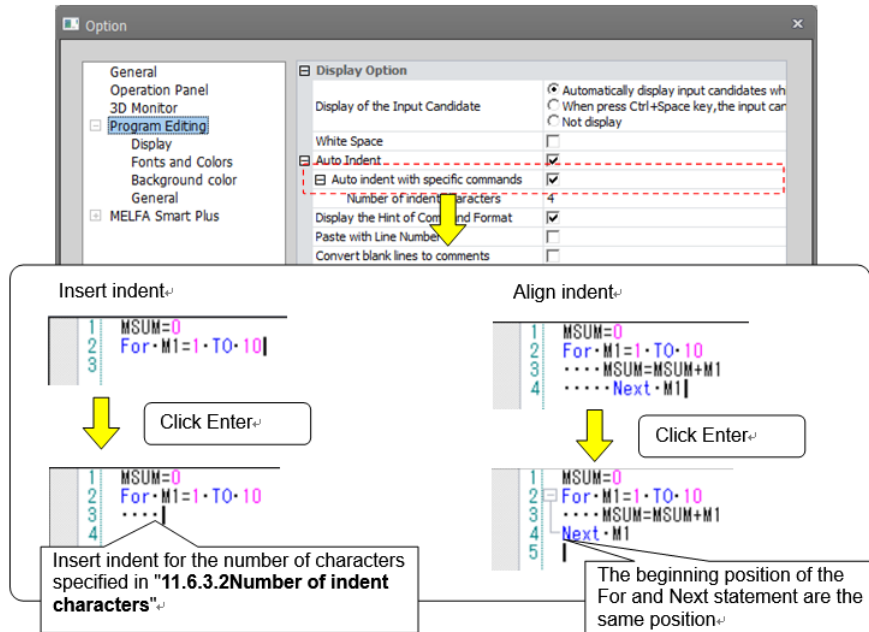 Option
General
Operation Panel
3D Monitor
Program Editing
Display
Fonts and Colors
Background color
General
MELFA Smart Plus
Display Option
Display of the Input Candidate
Automatically display input candidates wh
When press Ctrl+Space key,the input can
Not display
White Space
Auto Indent
Auto indent with specific commands
Number of indent characters 4
Display the Hint of Command Format
Paste with Line Number
Convert blank lines to comments
Insert indent↵
1 MSUM=0
2 For·M1=1·TO·10
3
Click Enter↵
1 MSUM=0
2 For·M1=1·TO·10
3 ····
4
Insert indent for the number of characters
specified in "11.6.3.2Number of indent
characters"↵
Align indent↵
1 MSUM=0
2 For·M1=1·TO·10
3 ····MSUM=MSUM+M1
4 ·····Next·M1
Click Enter↵
1 MSUM=0
2 For·M1=1·TO·10
3 ····MSUM=MSUM+M1
4 Next·M1
5
The beginning position of the
For and Next statement are the
same position↵